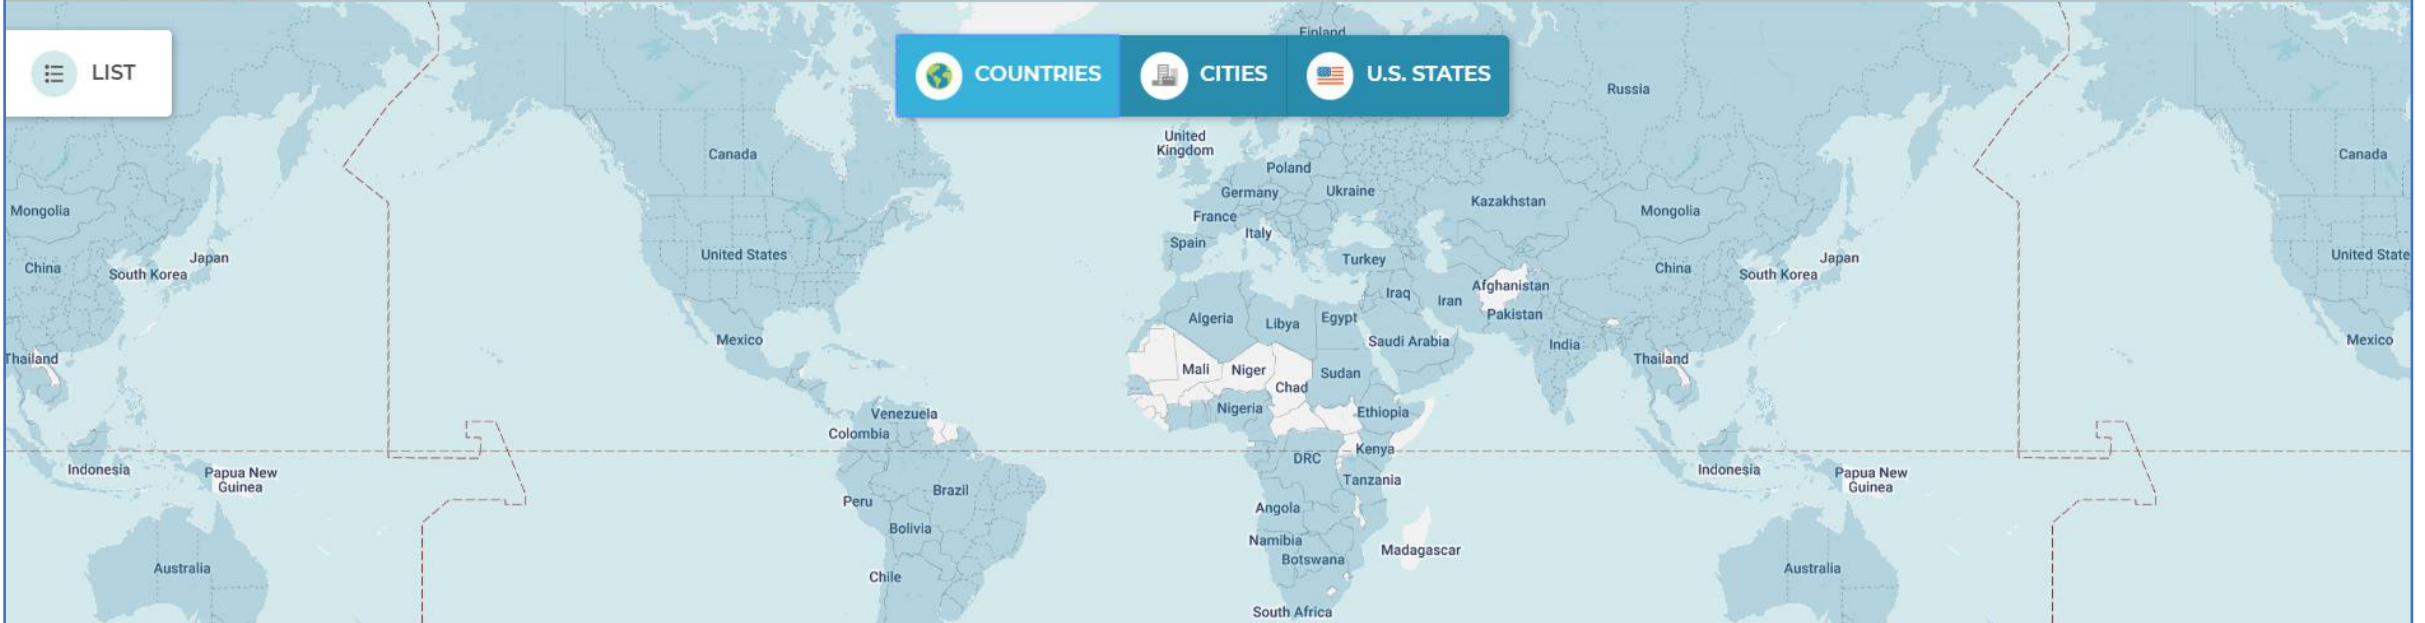 Finland
LIST
COUNTRIES
CITIES
U.S. STATES
Russia
United
Kingdom
Canada
Canada
Poland
Germany
Ukraine
Kazakhstan
Mongolia
Mongolia
France
Italy
Spain
Turkey
United States
United State
China
South Korea
Japan
China
South Korea
Japan
Afghanistan
Iraq
Iran
Pakistan
Algeria
Libya
Egypt
Saudi Arabia
India
Mexico
Mexico
Thailand
Thailand
Mali
Niger
Chad
Sudan
Nigeria
Ethiopia
Venezuela
Colombia
Kenya
DRC
Tanzania
Indonesia
Papua New
Guinea
Indonesia
Papua New
Guinea
Peru
Brazil
Bolivia
Angola
Namibia
Botswana
Madagascar
Australia
Australia
Chile
South Africa